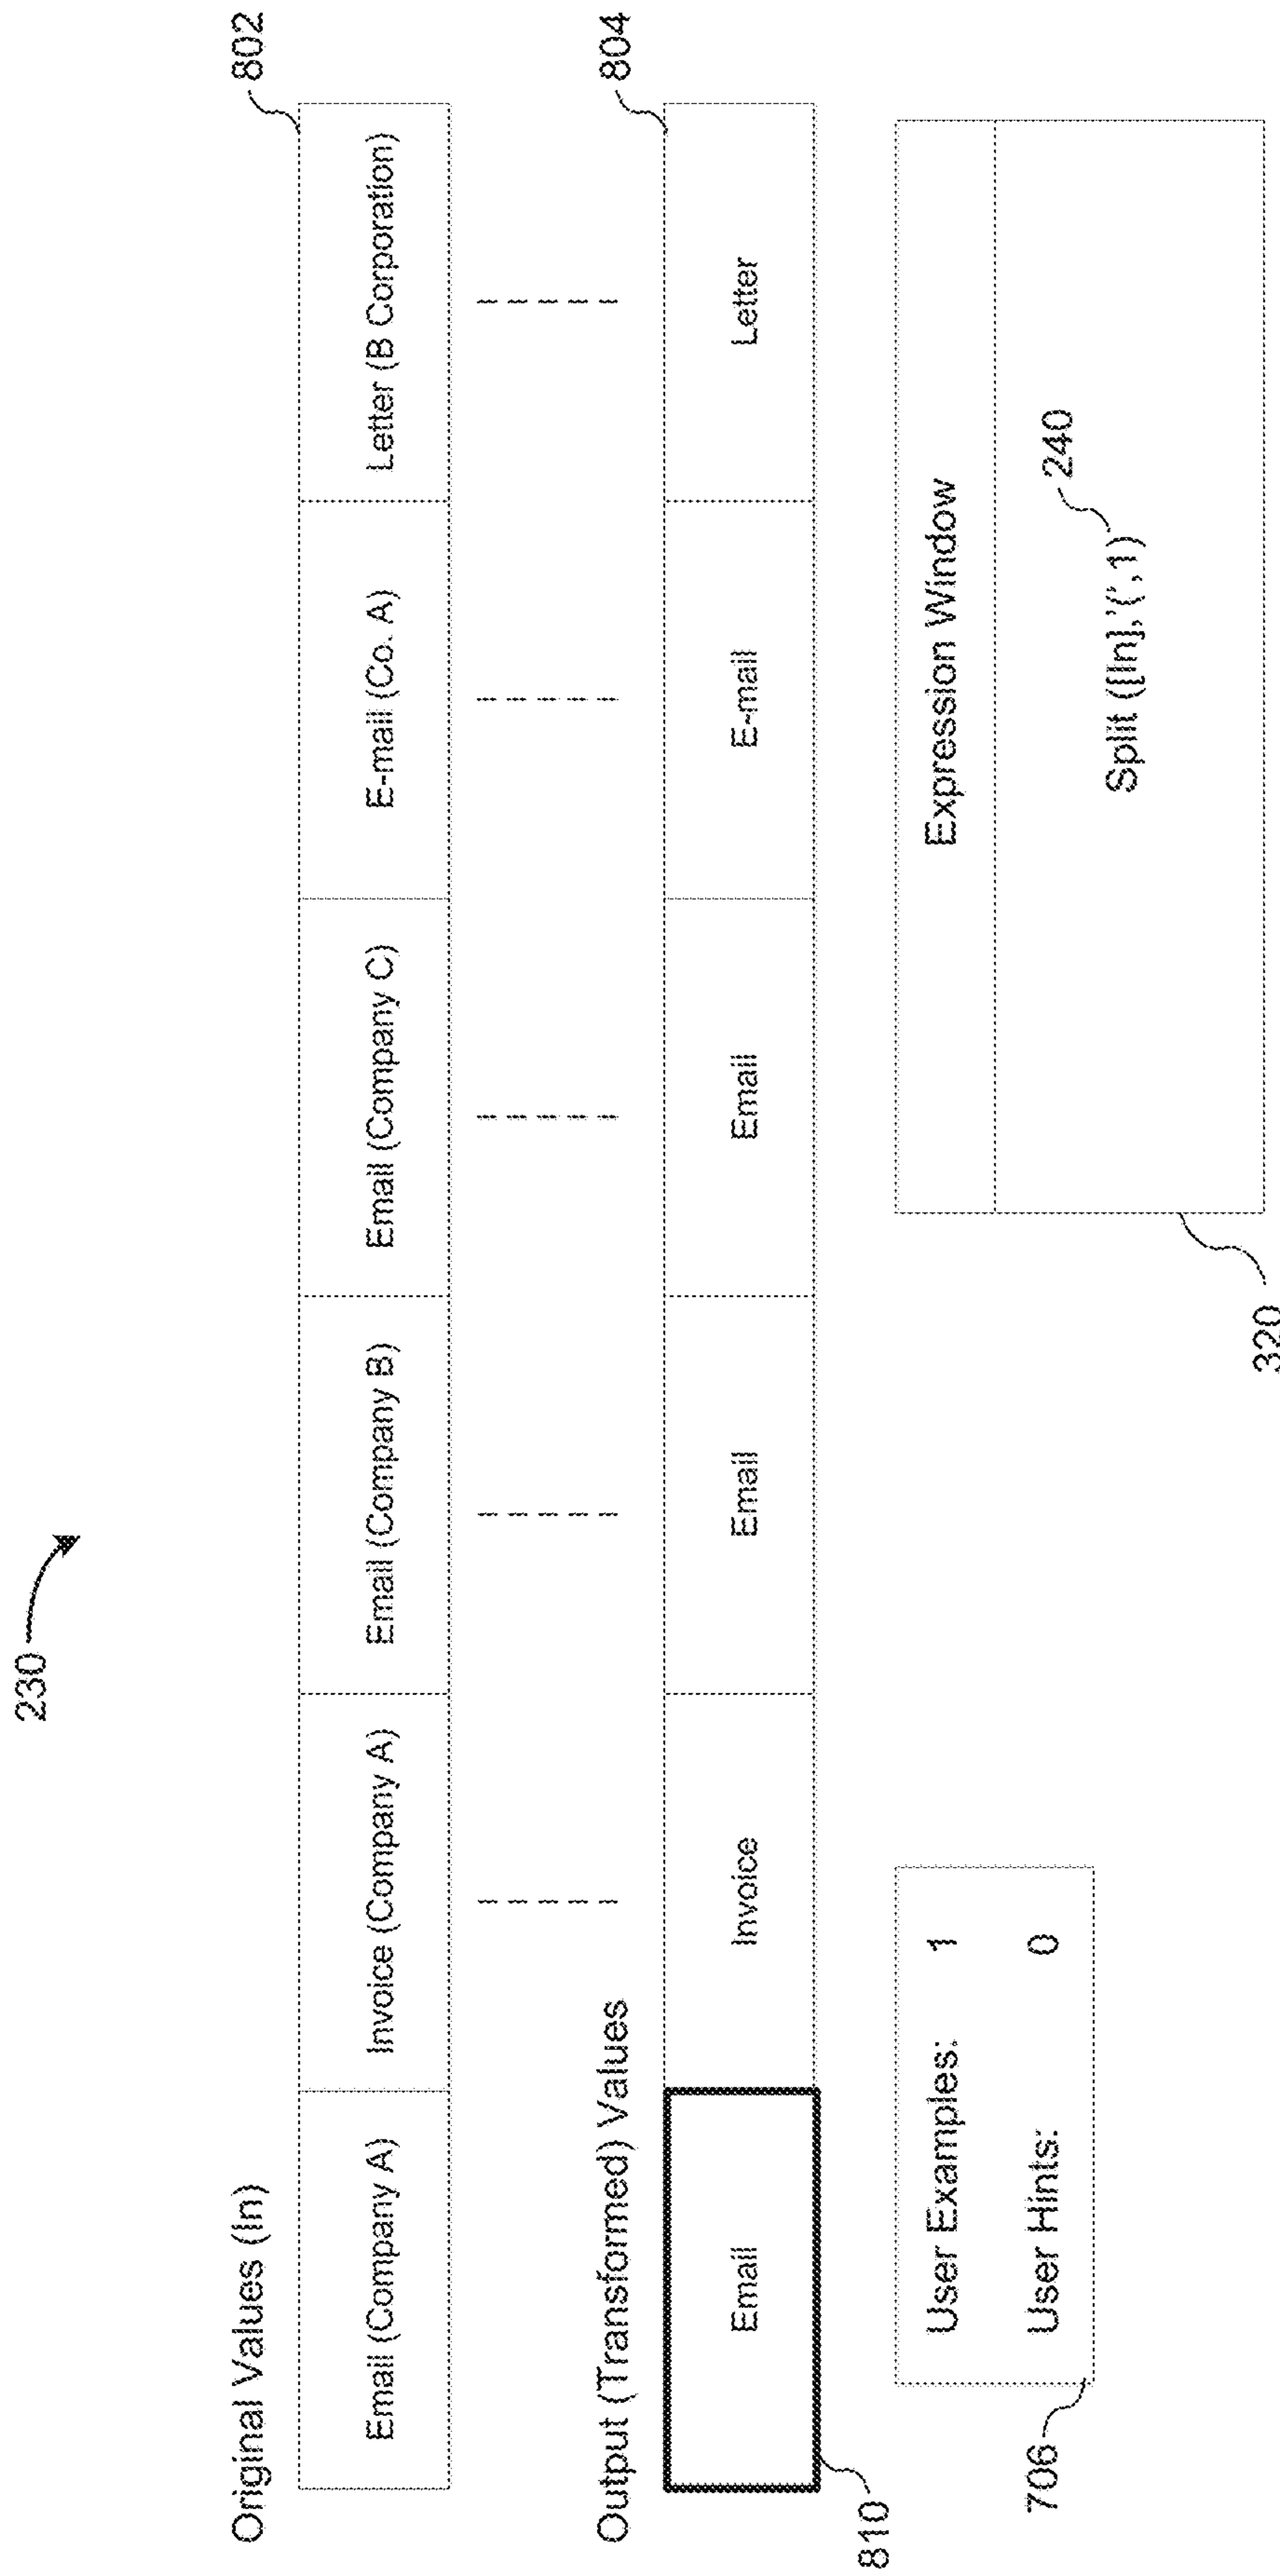 230
Original Values (In)
802
Email (Company A)
Invoice (Company A)
Email (Company B)
Email (Company C)
E-mail (Co. A)
Letter (B Corporation)
Output (Transformed) Values
804
Email
Invoice
Email
Email
E-mail
Letter
810
User Examples: 1
User Hints: 0
706
Expression Window
Split ([In],'(',1)
240
320